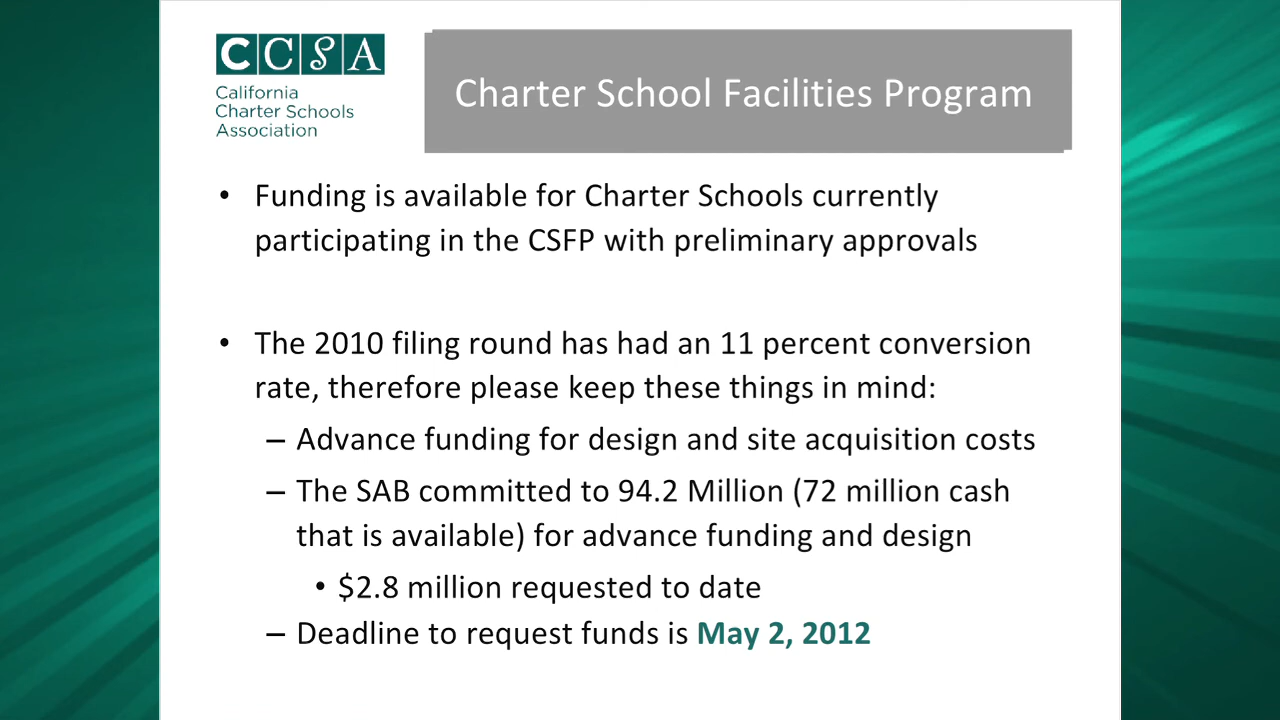 CCSA
California
Charter Schools
Association
Charter School Facilities Program
• Funding is available for Charter Schools currently
participating in the CSFP with preliminary approvals
• The 2010 filing round has had an 11 percent conversion
rate, therefore please keep these things in mind:
– Advance funding for design and site acquisition costs
– The SAB committed to 94.2 Million (72 million cash
that is available) for advance funding and design
• $2.8 million requested to date
– Deadline to request funds is May 2, 2012